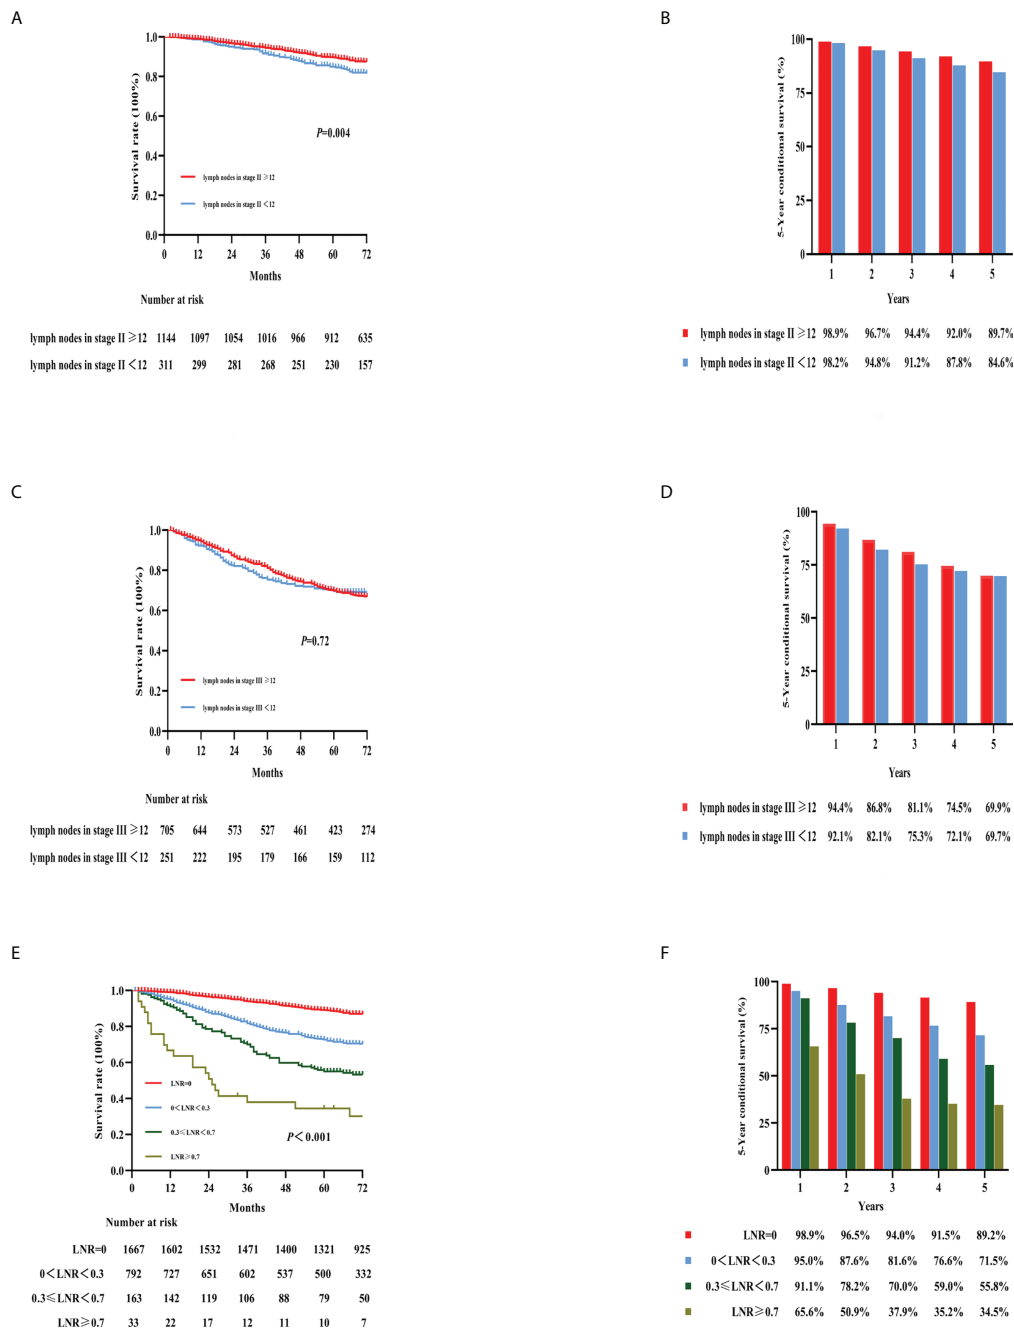 A
1.0
0.8
0.6
0.4
0.2
0.0
Survival rate (100%)
P=0.004
lymph nodes in stage II ≥12
lymph nodes in stage II <12
0 12 24 36 48 60 72
Months
Number at risk
lymph nodes in stage II ≥12 1144 1097 1054 1016 966 912 635
lymph nodes in stage II <12 311 299 281 268 251 230 157
B
100
75
50
25
0
5-Year conditional survival (%)
1 2 3 4 5
Years
lymph nodes in stage II ≥12 98.9% 96.7% 94.4% 92.0% 89.7%
lymph nodes in stage II <12 98.2% 94.8% 91.2% 87.8% 84.6%
C
1.0
0.8
0.6
0.4
0.2
0.0
Survival rate (100%)
P=0.72
lymph nodes in stage III ≥12
lymph nodes in stage III <12
0 12 24 36 48 60 72
Months
Number at risk
lymph nodes in stage III ≥12 705 644 573 527 461 423 274
lymph nodes in stage III <12 251 222 195 179 166 159 112
D
100
75
50
25
0
5-Year conditional survival (%)
1 2 3 4 5
Years
lymph nodes in stage III ≥12 94.4% 86.8% 81.1% 74.5% 69.9%
lymph nodes in stage III <12 92.1% 82.1% 75.3% 72.1% 69.7%
E
1.0
0.8
0.6
0.4
0.2
0.0
Survival rate (100%)
LNR=0
0<LNR<0.3
0.3≤LNR<0.7
LNR≥0.7
P<0.001
0 12 24 36 48 60 72
Months
Number at risk
LNR=0 1667 1602 1532 1471 1400 1321 925
0<LNR<0.3 792 727 651 602 537 500 332
0.3≤LNR<0.7 163 142 119 106 88 79 50
LNR≥0.7 33 22 17 12 11 10 7
F
100
75
50
25
0
5-Year conditional survival (%)
1 2 3 4 5
Years
LNR=0 98.9% 96.5% 94.0% 91.5% 89.2%
0<LNR<0.3 95.0% 87.6% 81.6% 76.6% 71.5%
0.3≤LNR<0.7 91.1% 78.2% 70.0% 59.0% 55.8%
LNR≥0.7 65.6% 50.9% 37.9% 35.2% 34.5%